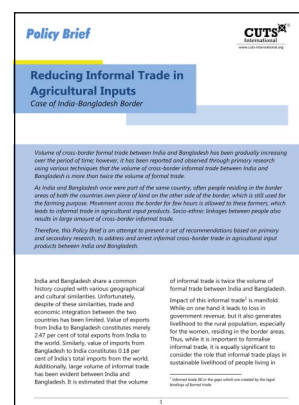 Policy Brief
CUTS®
International
www.cuts-international.org
Reducing Informal Trade in
Agricultural Inputs
Case of India-Bangladesh Border
Volume of cross-border formal trade between India and Bangladesh has been gradually increasing
over the period of time; however, it has been reported and observed through primary research
using various techniques that the volume of cross-border informal trade between India and
Bangladesh is more than twice the volume of formal trade.
As India and Bangladesh once were part of the same country, often people residing in the border
areas of both the countries own piece of land on the other side of the border, which is still used for
the farming purpose. Movement across the border for few hours is allowed to these farmers, which
leads to informal trade in agricultural input products. Socio-ethnic linkages between people also
results in large amount of cross-border informal trade.
Therefore, this Policy Brief is an attempt to present a set of recommendations based on primary
and secondary research, to address and arrest informal cross-border trade in agricultural input
products between India and Bangladesh.
India and Bangladesh share a common
history coupled with various geographical
and cultural similarities. Unfortunately,
despite of these similarities, trade and
economic integration between the two
countries has been limited. Value of exports
from India to Bangladesh constitutes merely
2.47 per cent of total exports from India to
the world. Similarly, value of imports from
Bangladesh to India constitutes 0.18 per
cent of India's total imports from the world.
Additionally, large volume of informal trade
has been evident between India and
Bangladesh. It is estimated that the volume
of informal trade is twice the volume of
formal trade between India and Bangladesh.
Impact of this informal trade¹ is manifold.
While on one hand it leads to loss in
government revenue, but it also generates
livelihood to the rural population, especially
for the women, residing in the border areas.
Thus, while it is important to formalise
informal trade, it is equally significant to
consider the role that informal trade plays in
sustainable livelihood of people living in
¹ Informal trade fill in the gaps which are created by the legal
bindings of formal trade
1